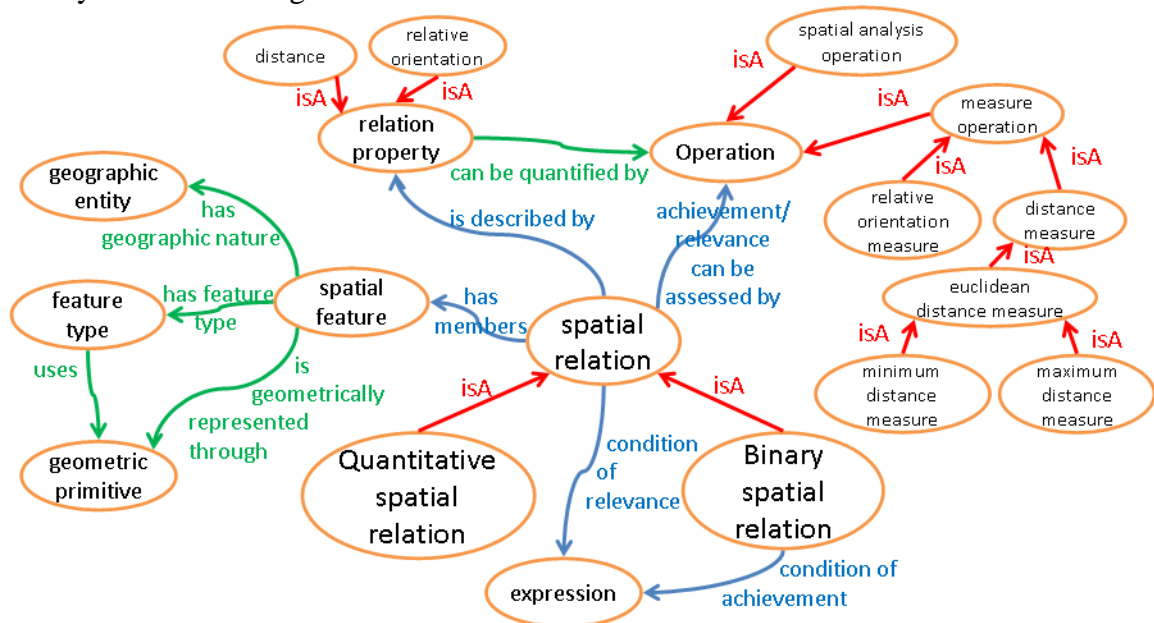 distance
relative
orientation
spatial analysis
operation
isA
isA
isA
isA
relation
property
Operation
measure
operation
can be quantified by
isA
isA
geographic
entity
has
geographic nature
is described by
achievement/
relevance
can be
assessed by
relative
orientation
measure
distance
measure
isA
feature
type
has feature
type
spatial
feature
has
members
spatial
relation
euclidean
distance measure
uses
is
geometrically
represented
through
isA
isA
isA
isA
minimum
distance
measure
maximum
distance
measure
geometric
primitive
Quantitative
spatial
relation
condition
of
relevance
Binary
spatial
relation
expression
condition of
achievement